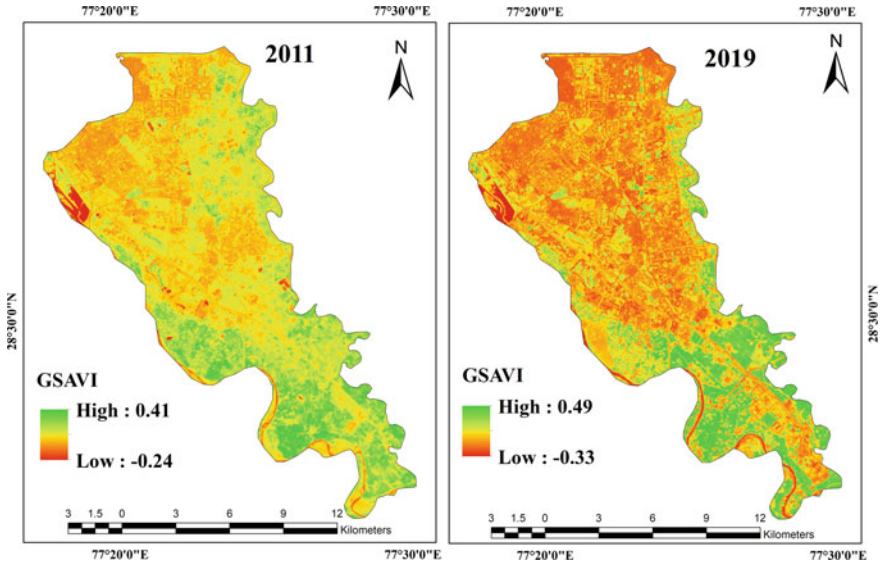 77°20'0"E
77°30'0"E
2011
N
28°30'0"N
GSAVI
High : 0.41
Low : -0.24
3 1.5 0 3 6 9 12
Kilometers
77°20'0"E
77°30'0"E
77°20'0"E
77°30'0"E
2019
N
28°30'0"N
GSAVI
High : 0.49
Low : -0.33
3 1.5 0 3 6 9 12
Kilometers
77°20'0"E
77°30'0"E